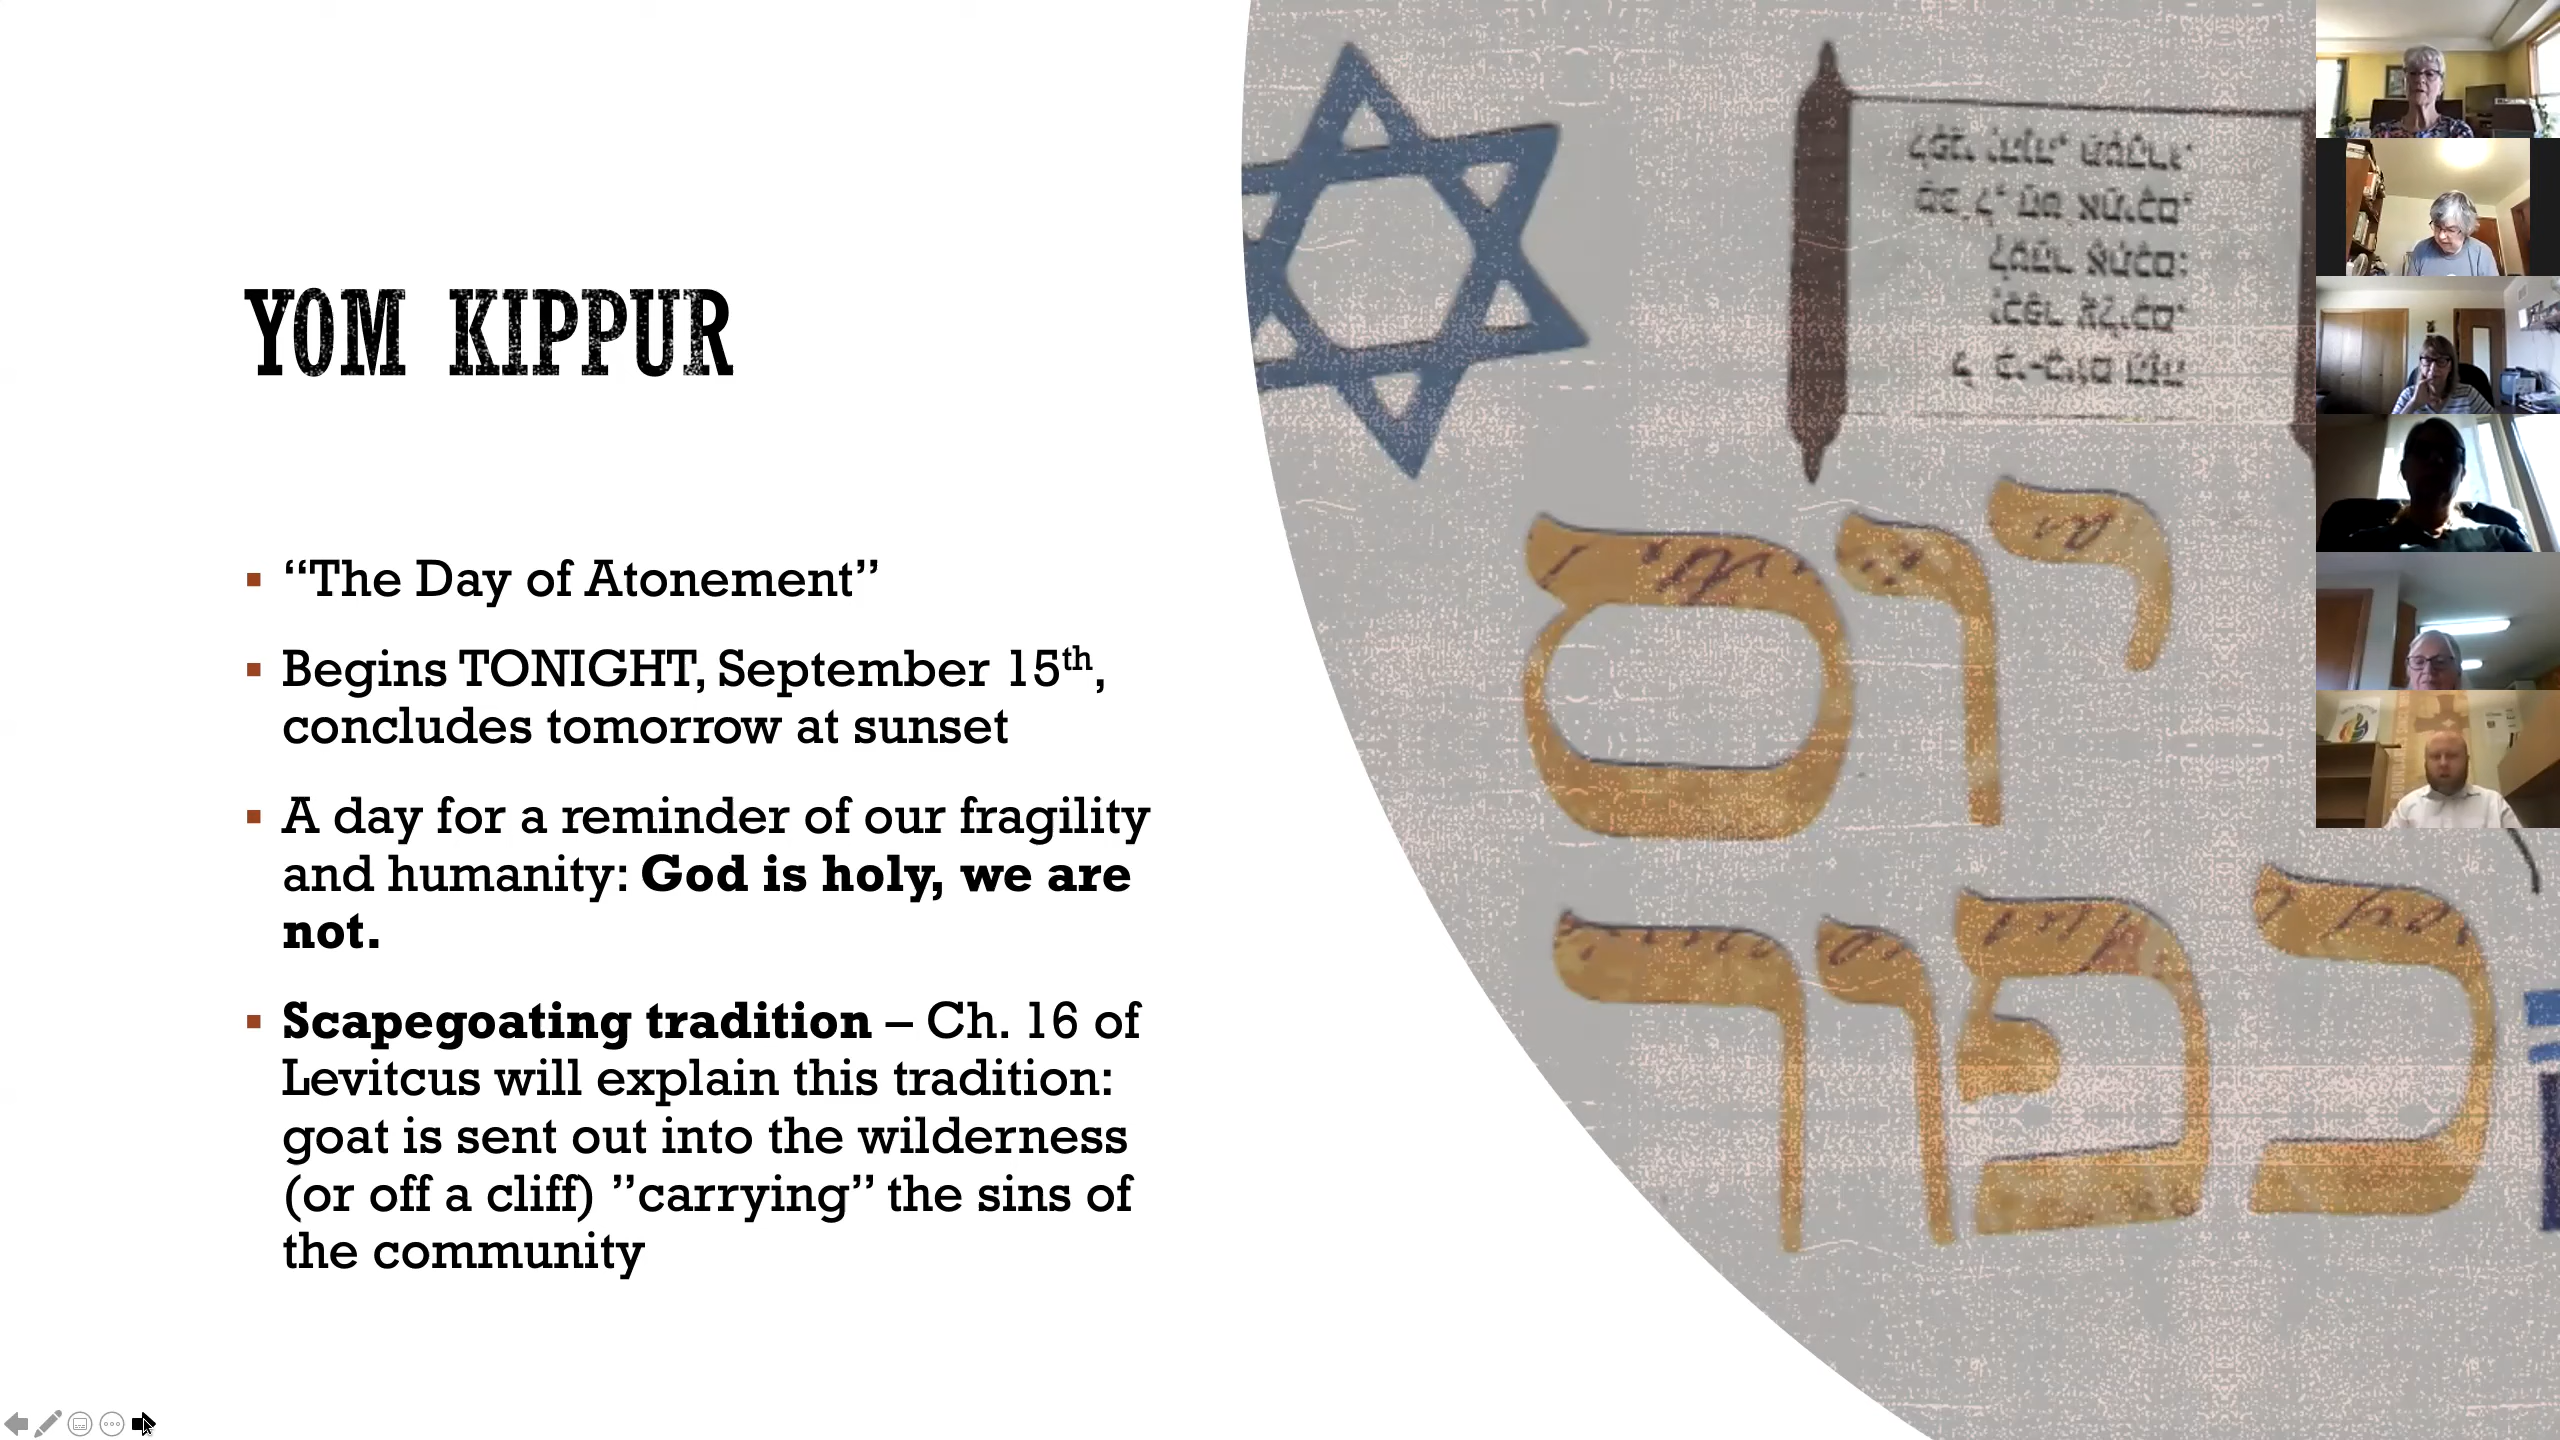 YOM KIPPUR
“The Day of Atonement”
Begins TONIGHT, September 15th,
concludes tomorrow at sunset
A day for a reminder of our fragility
and humanity: God is holy, we are
not.
Scapegoating tradition – Ch. 16 of
Levitcus will explain this tradition:
goat is sent out into the wilderness
(or off a cliff) ”carrying” the sins of
the community
יום
כפור